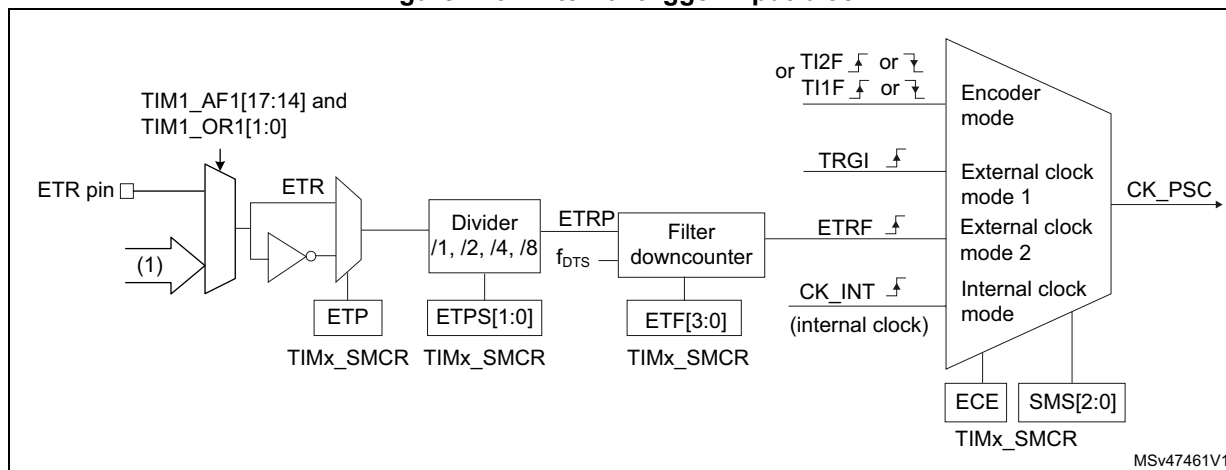 TIM1_AF1[17:14] and
TIM1_OR1[1:0]
ETR pin
(1)
ETR
ETP
TIMx_SMCR
Divider
/1, /2, /4, /8
ETPS[1:0]
TIMx_SMCR
ETRP
fDTS
Filter
downcounter
ETF[3:0]
TIMx_SMCR
or TI2F or
TI1F or
Encoder
mode
TRGI
External clock
mode 1
ETRF
External clock
mode 2
CK_INT
(internal clock)
Internal clock
mode
CK_PSC
ECE
SMS[2:0]
TIMx_SMCR
MSv47461V1